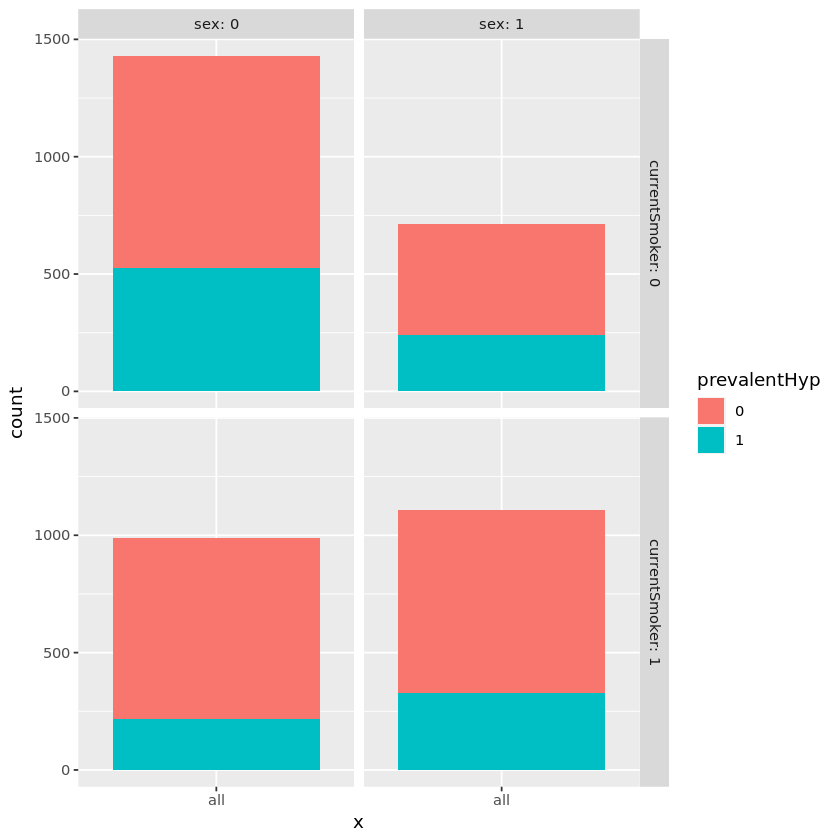 sex: 0
sex: 1
1500
1000
500
0
currentSmoker: 0
1500
1000
500
0
currentSmoker: 1
all
all
x
count
prevalentHyp
0
1